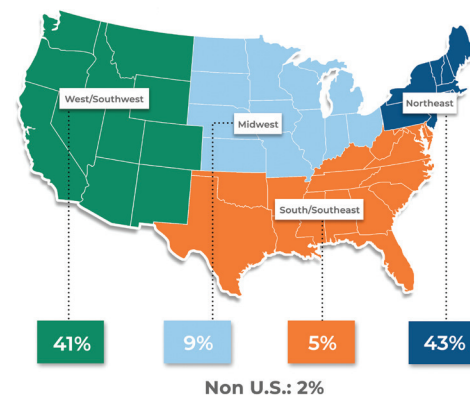 West/Southwest
Northeast
Midwest
South/Southeast
41%
9%
5%
43%
Non U.S.: 2%